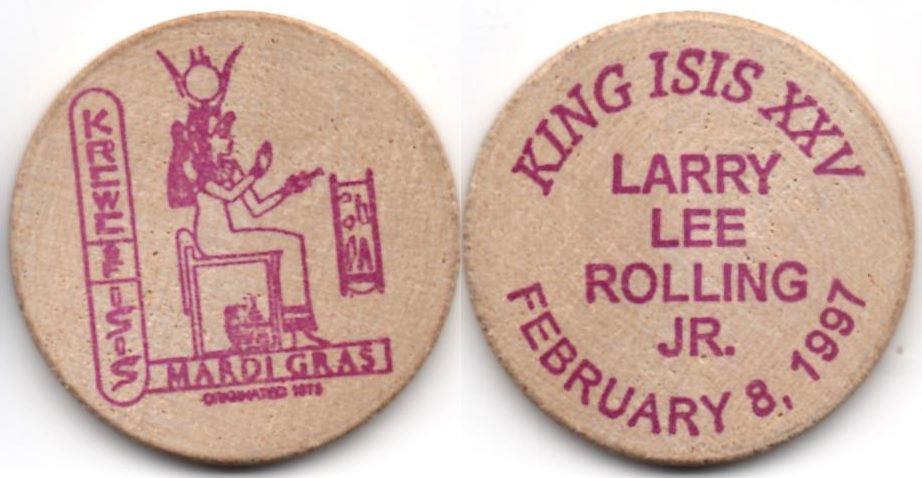 KREWE OF ISIS
MARDI GRAS
ORIGINATED 1973
KING ISIS XXV
LARRY
LEE
ROLLING
JR.
FEBRUARY 8, 1997